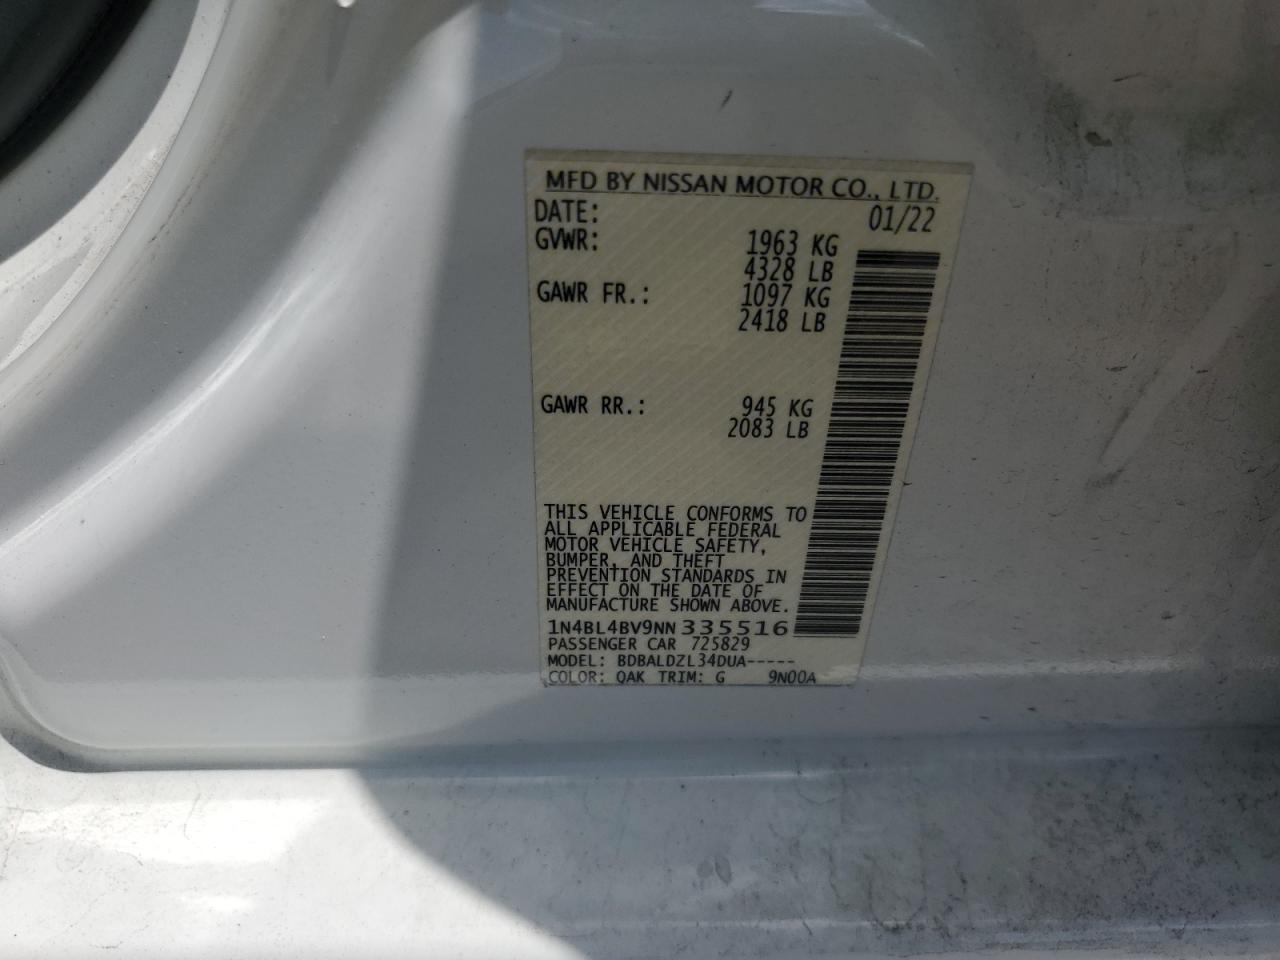 MFD BY NISSAN MOTOR CO., LTD.
DATE: 01/22
GVWR: 1963 KG
4328 LB
GAWR FR.: 1097 KG
2418 LB
GAWR RR.: 945 KG
2083 LB
THIS VEHICLE CONFORMS TO
ALL APPLICABLE FEDERAL
MOTOR VEHICLE SAFETY,
BUMPER, AND THEFT
PREVENTION STANDARDS IN
EFFECT ON THE DATE OF
MANUFACTURE SHOWN ABOVE.
1N4BL4BV9NN335516
PASSENGER CAR 725829
MODEL: BDBALDZL34DUA-----
COLOR: QAK TRIM: G 9N00A